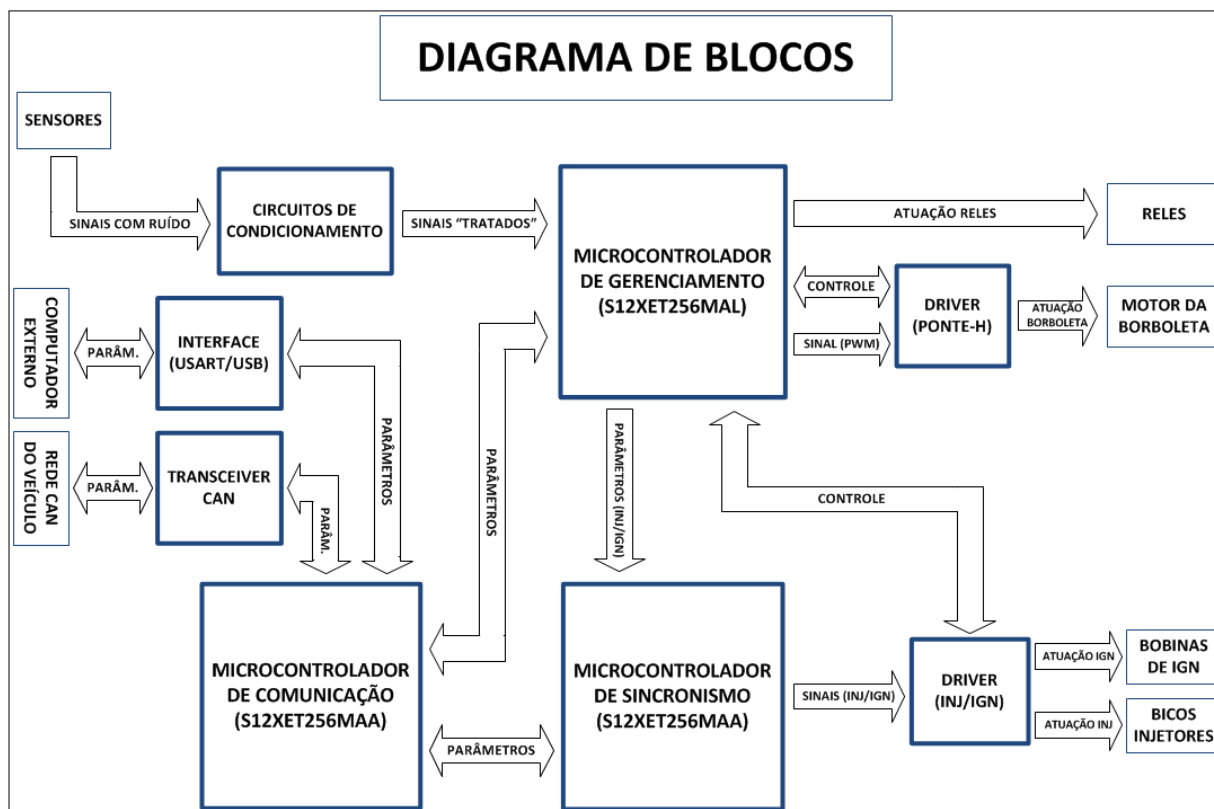 DIAGRAMA DE BLOCOS
SENSORES
SINAIS COM RUÍDO
CIRCUITOS DE
CONDICIONAMENTO
SINAIS “TRATADOS”
MICROCONTROLADOR
DE GERENCIAMENTO
(S12XET256MAL)
ATUAÇÃO RELES
RELES
CONTROLE
SINAL (PWM)
DRIVER
(PONTE-H)
ATUAÇÃO
BORBOLETA
MOTOR DA
BORBOLETA
COMPUTADOR
EXTERNO
PARÂM.
INTERFACE
(USART/USB)
PARÂMETROS
REDE CAN
DO VEÍCULO
PARÂM.
TRANSCEIVER
CAN
PARÂM.
PARÂMETROS
PARÂMETROS (INJ/IGN)
CONTROLE
MICROCONTROLADOR
DE COMUNICAÇÃO
(S12XET256MAA)
PARÂMETROS
MICROCONTROLADOR
DE SINCRONISMO
(S12XET256MAA)
SINAIS (INJ/IGN)
DRIVER
(INJ/IGN)
ATUAÇÃO IGN
BOBINAS
DE IGN
ATUAÇÃO INJ
BICOS
INJETORES